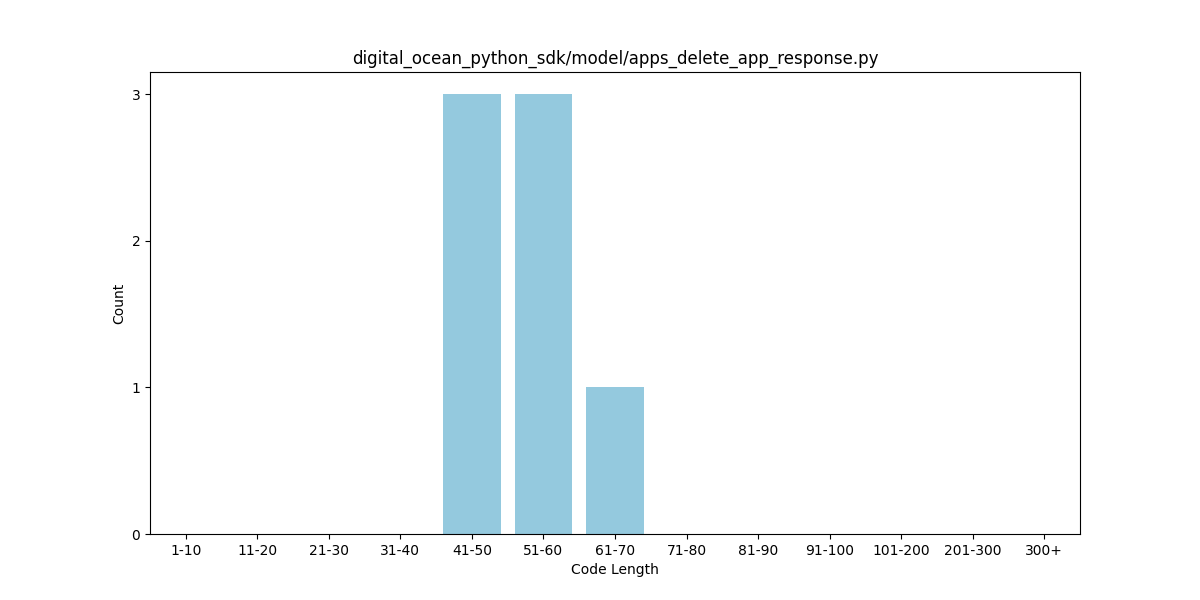 digital_ocean_python_sdk/model/apps_delete_app_response.py
3
2
1
0
Count
1-10 11-20 21-30 31-40 41-50 51-60 61-70 71-80 81-90 91-100 101-200 201-300 300+
Code Length